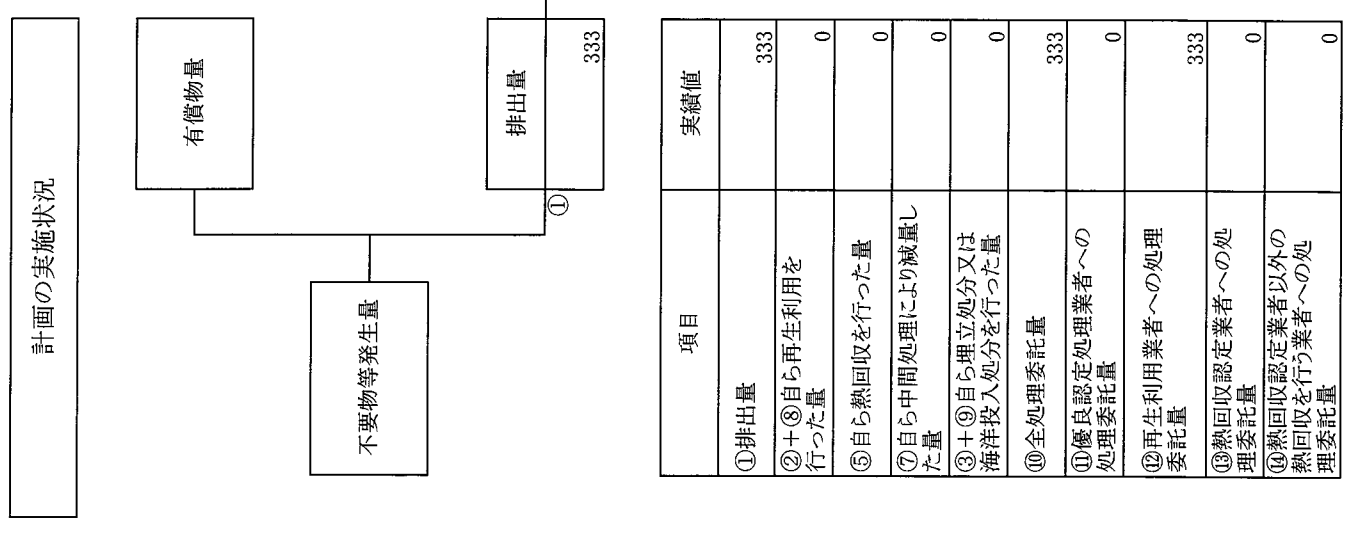 計画の実施状況
有償物量
不要物等発生量
排出量
①
333
項目
実績値
①排出量
333
②+⑧自ら再生利用を
行った量
0
⑤自ら熱回収を行った量
0
⑦自ら中間処理により減量し
た量
0
③+⑨自ら埋立処分又は
海洋投入処分を行った量
0
⑩全処理委託量
333
⑪優良認定処理業者への
処理委託量
0
⑫再生利用業者への処理
委託量
333
⑬熱回収認定業者への処
理委託量
0
⑭熱回収認定業者以外の
熱回収を行う業者への処
理委託量
0